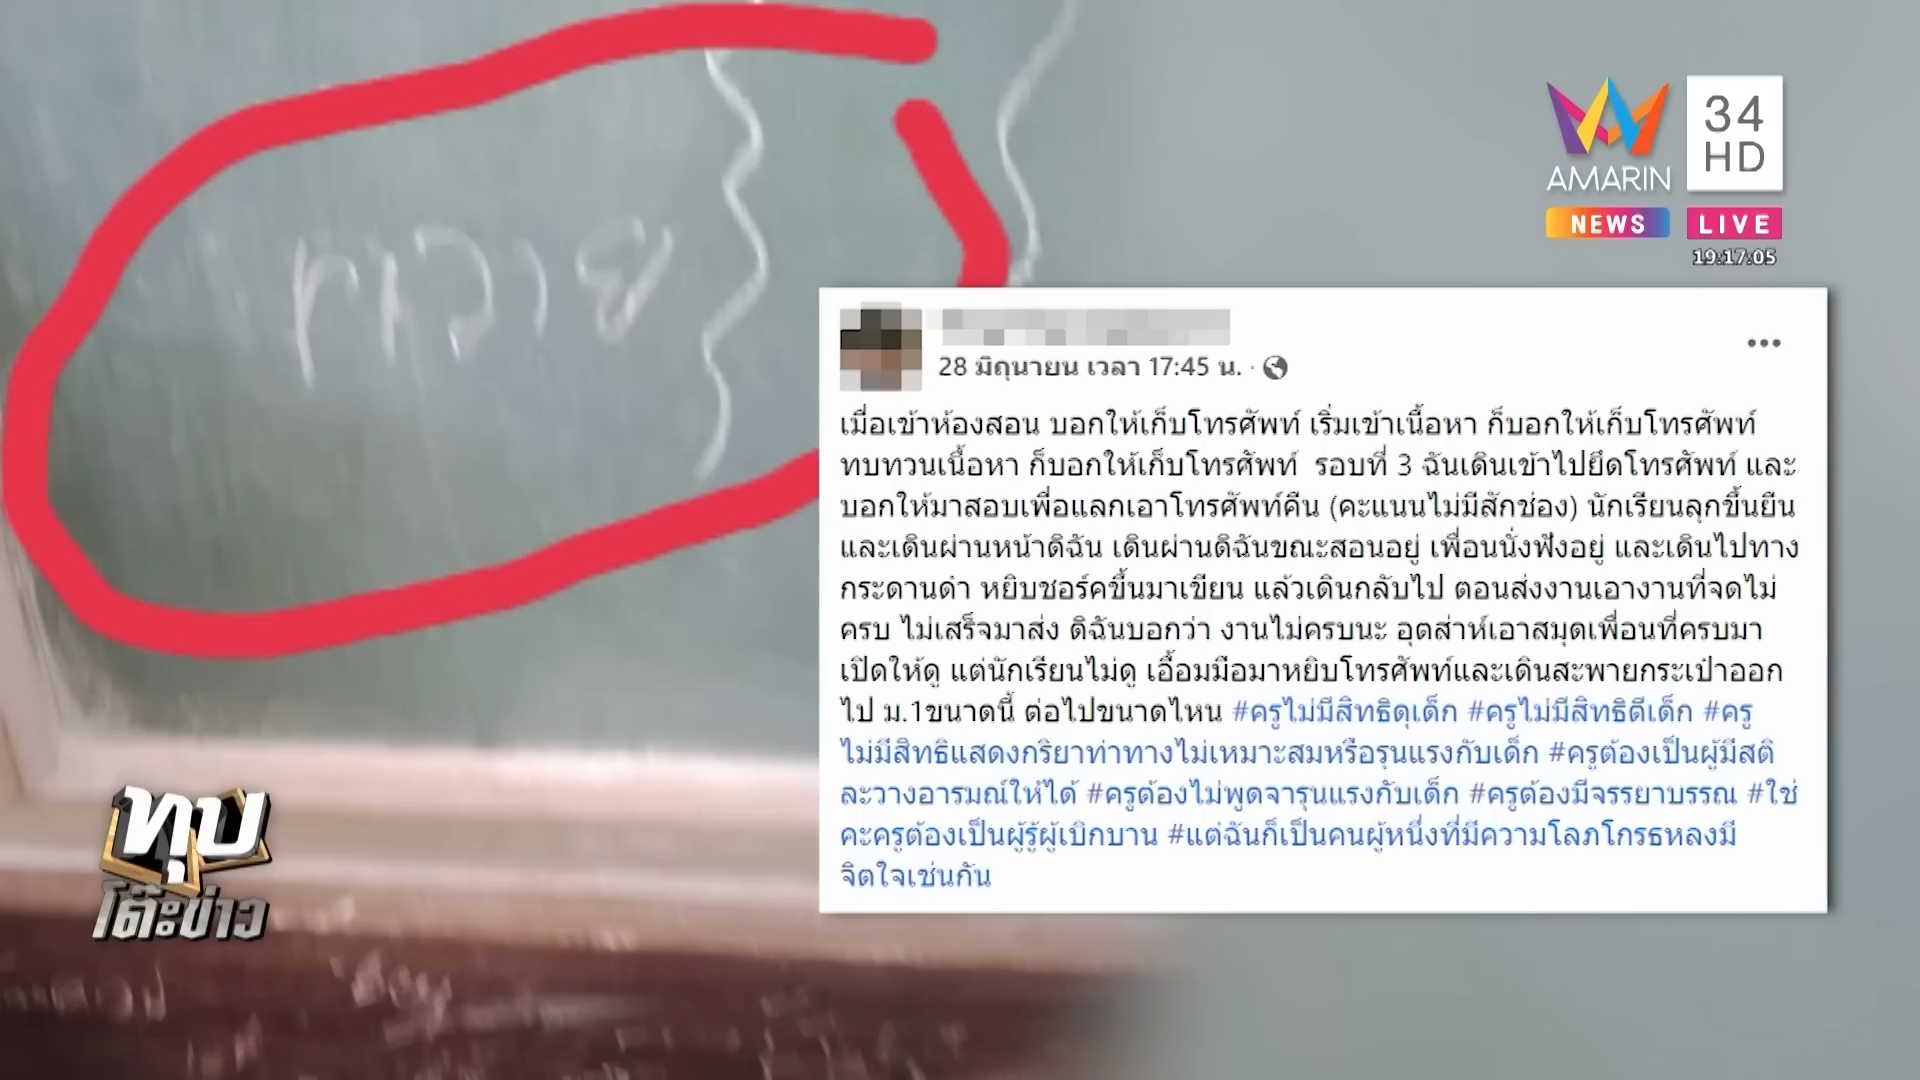 กวาย
AMARIN
34
HD
NEWS
LIVE
19:17:05
28 มิถุนายน เวลา 17:45 น. ·
เมื่อเข้าห้องสอน บอกให้เก็บโทรศัพท์ เริ่มเข้าเนื้อหา ก็บอกให้เก็บโทรศัพท์
ทบทวนเนื้อหา ก็บอกให้เก็บโทรศัพท์ รอบที่ 3 ฉันเดินเข้าไปยึดโทรศัพท์ และ
บอกให้มาสอบเพื่อแลกเอาโทรศัพท์คืน (คะแนนไม่มีสักช่อง) นักเรียนลุกขึ้นยืน
และเดินผ่านหน้าดิฉัน เดินผ่านดิฉันขณะสอนอยู่ เพื่อนนั่งฟังอยู่ และเดินไปทาง
กระดานดำ หยิบชอร์คขึ้นมาเขียน แล้วเดินกลับไป ตอนส่งงานเอางานที่จดไม่
ครบ ไม่เสร็จมาส่ง ดิฉันบอกว่า งานไม่ครบนะ อุตส่าห์เอาสมุดเพื่อนที่ครบมา
เปิดให้ดู แต่นักเรียนไม่ดู เอื้อมมือมาหยิบโทรศัพท์และเดินสะพายกระเป๋าออก
ไป ม.1ขนาดนี้ ต่อไปขนาดไหน #ครูไม่มีสิทธิดุเด็ก #ครูไม่มีสิทธิตีเด็ก #ครู
ไม่มีสิทธิแสดงกริยาท่าทางไม่เหมาะสมหรือรุนแรงกับเด็ก #ครูต้องเป็นผู้มีสติ
ละวางอารมณ์ให้ได้ #ครูต้องไม่พูดจารุนแรงกับเด็ก #ครูต้องมีจรรยาบรรณ #ใช่
คะครูต้องเป็นผู้รู้ผู้เบิกบาน #แต่ฉันก็เป็นคนผู้หนึ่งที่มีความโลภโกรธหลงมี
จิตใจเช่นกัน
ทุบ
โต๊ะข่าว